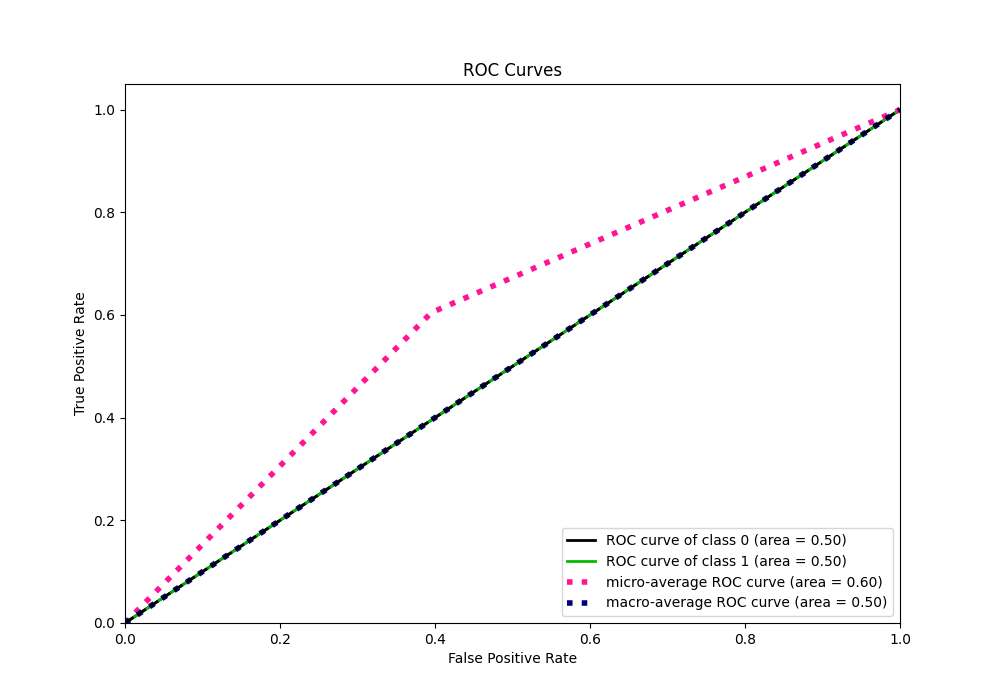 ROC Curves
True Positive Rate
1.0
0.8
0.6
0.4
0.2
0.0
0.0 0.2 0.4 0.6 0.8 1.0
False Positive Rate
ROC curve of class 0 (area = 0.50)
ROC curve of class 1 (area = 0.50)
micro-average ROC curve (area = 0.60)
macro-average ROC curve (area = 0.50)